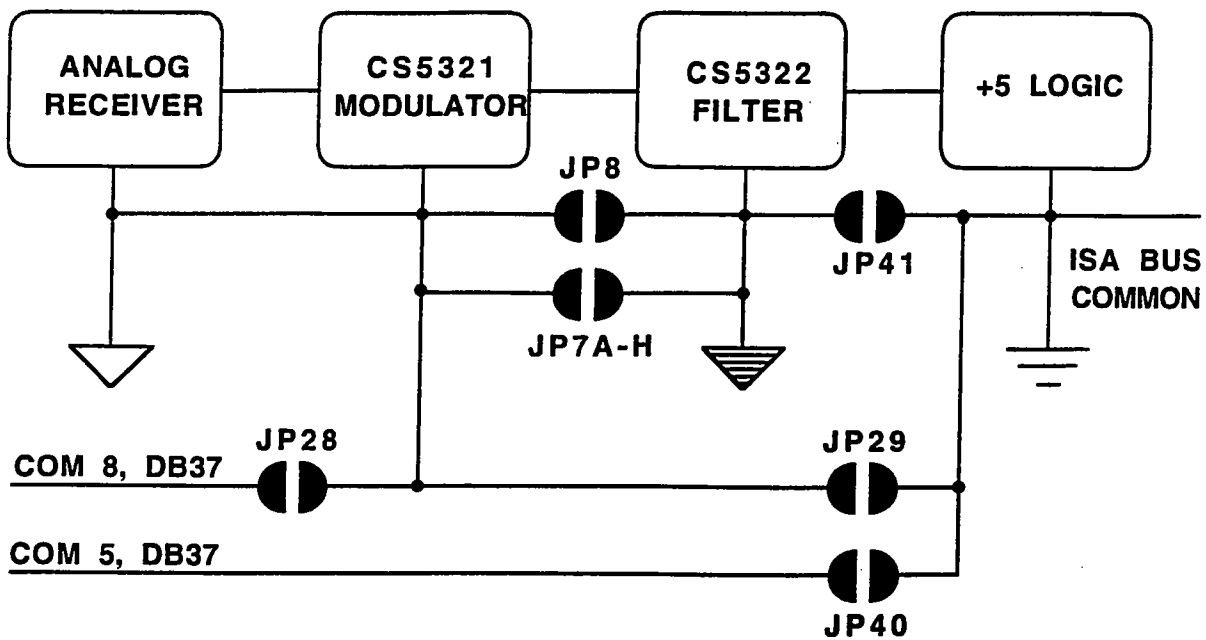 ANALOG
RECEIVER
CS5321
MODULATOR
CS5322
FILTER
+5 LOGIC
JP8
JP41
ISA BUS
COMMON
JP7A-H
JP28
JP29
COM 8, DB37
COM 5, DB37
JP40